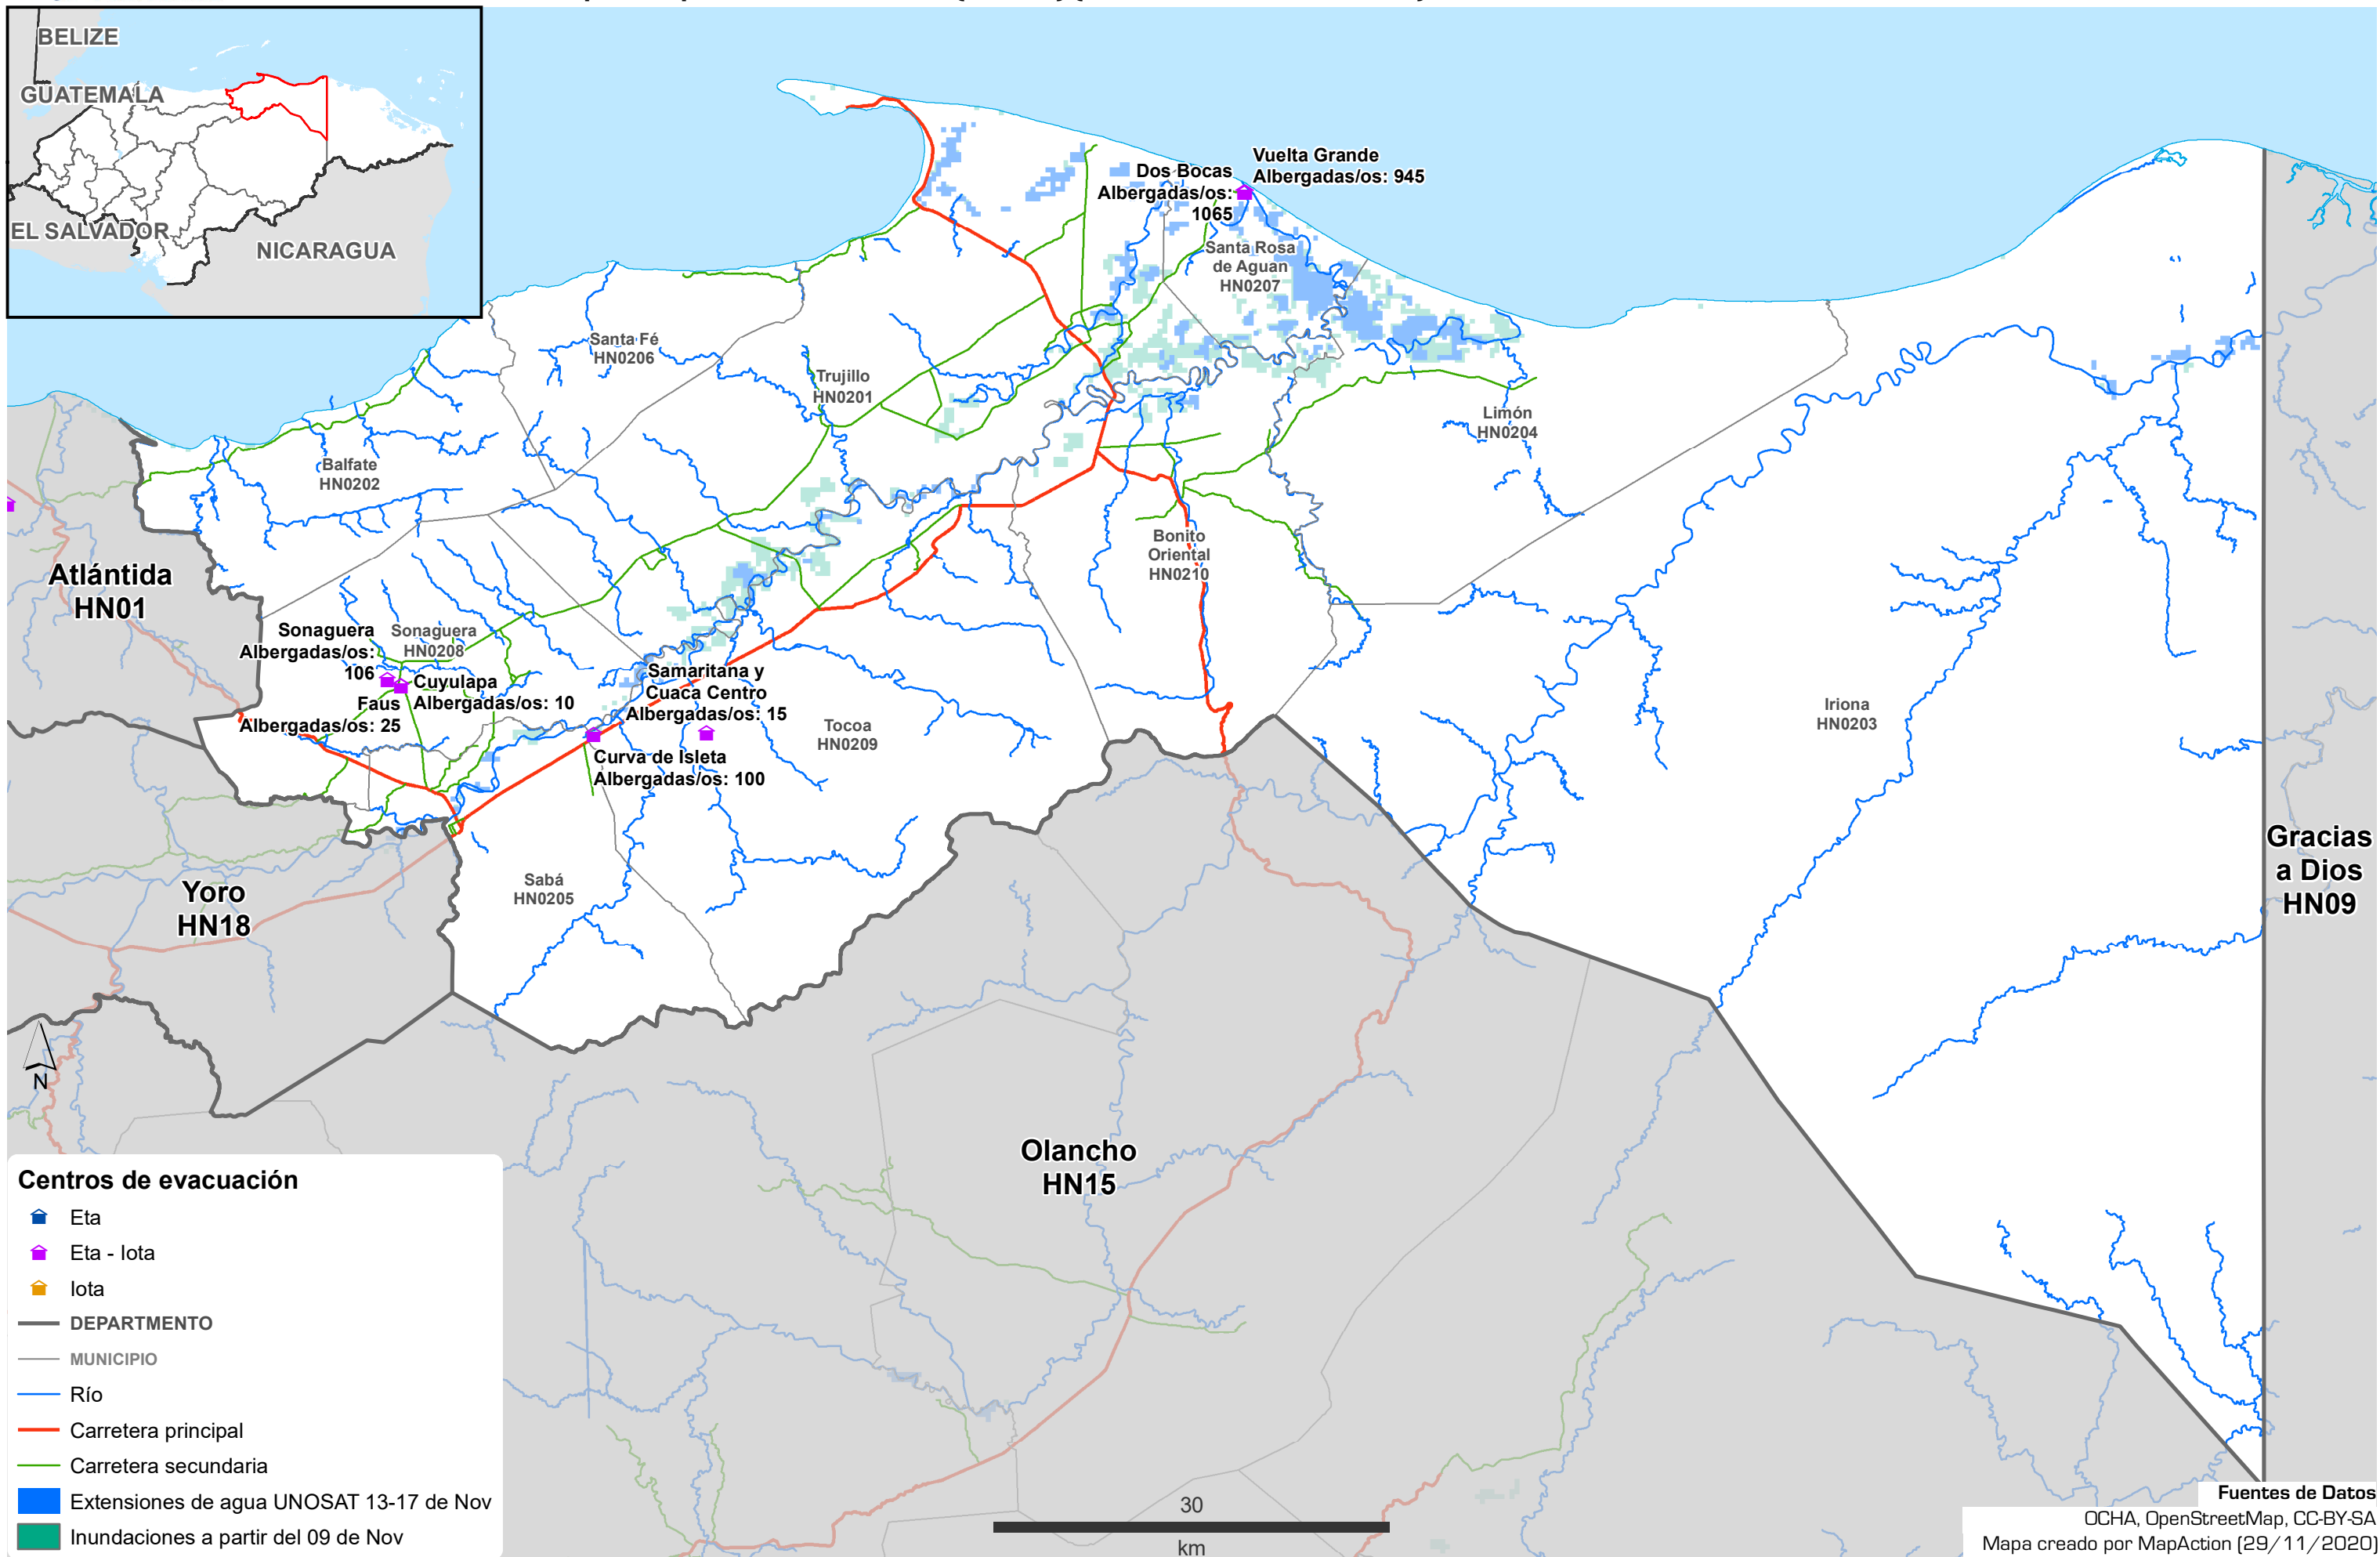 BELIZE
GUATEMALA
EL SALVADOR
NICARAGUA
Vuelta Grande
Albergadas/os: 945
Dos Bocas
Albergadas/os:
1065
Santa Rosa
de Aguan
HN0207
Santa Fé
HN0206
Trujillo
HN0201
Limón
HN0204
Balfate
HN0202
Bonito
Oriental
HN0210
Atlántida
HN01
Sonaguera
Albergadas/os:
106
Sonaguera
HN0208
Cuyulapa
Albergadas/os: 10
Faus
Albergadas/os: 25
Samaritana y
Cuaca Centro
Albergadas/os: 15
Curva de Isleta
Albergadas/os: 100
Tocoa
HN0209
Iriona
HN0203
Sabá
HN0205
Yoro
HN18
Gracias
a Dios
HN09
Olancho
HN15
N
Centros de evacuación
Eta
Eta - Iota
Iota
DEPARTMENTO
MUNICIPIO
Río
Carretera principal
Carretera secundaria
Extensiones de agua UNOSAT 13-17 de Nov
Inundaciones a partir del 09 de Nov
30
km
Fuentes de Datos
OCHA, OpenStreetMap, CC-BY-SA
Mapa creado por MapAction (29/11/2020)